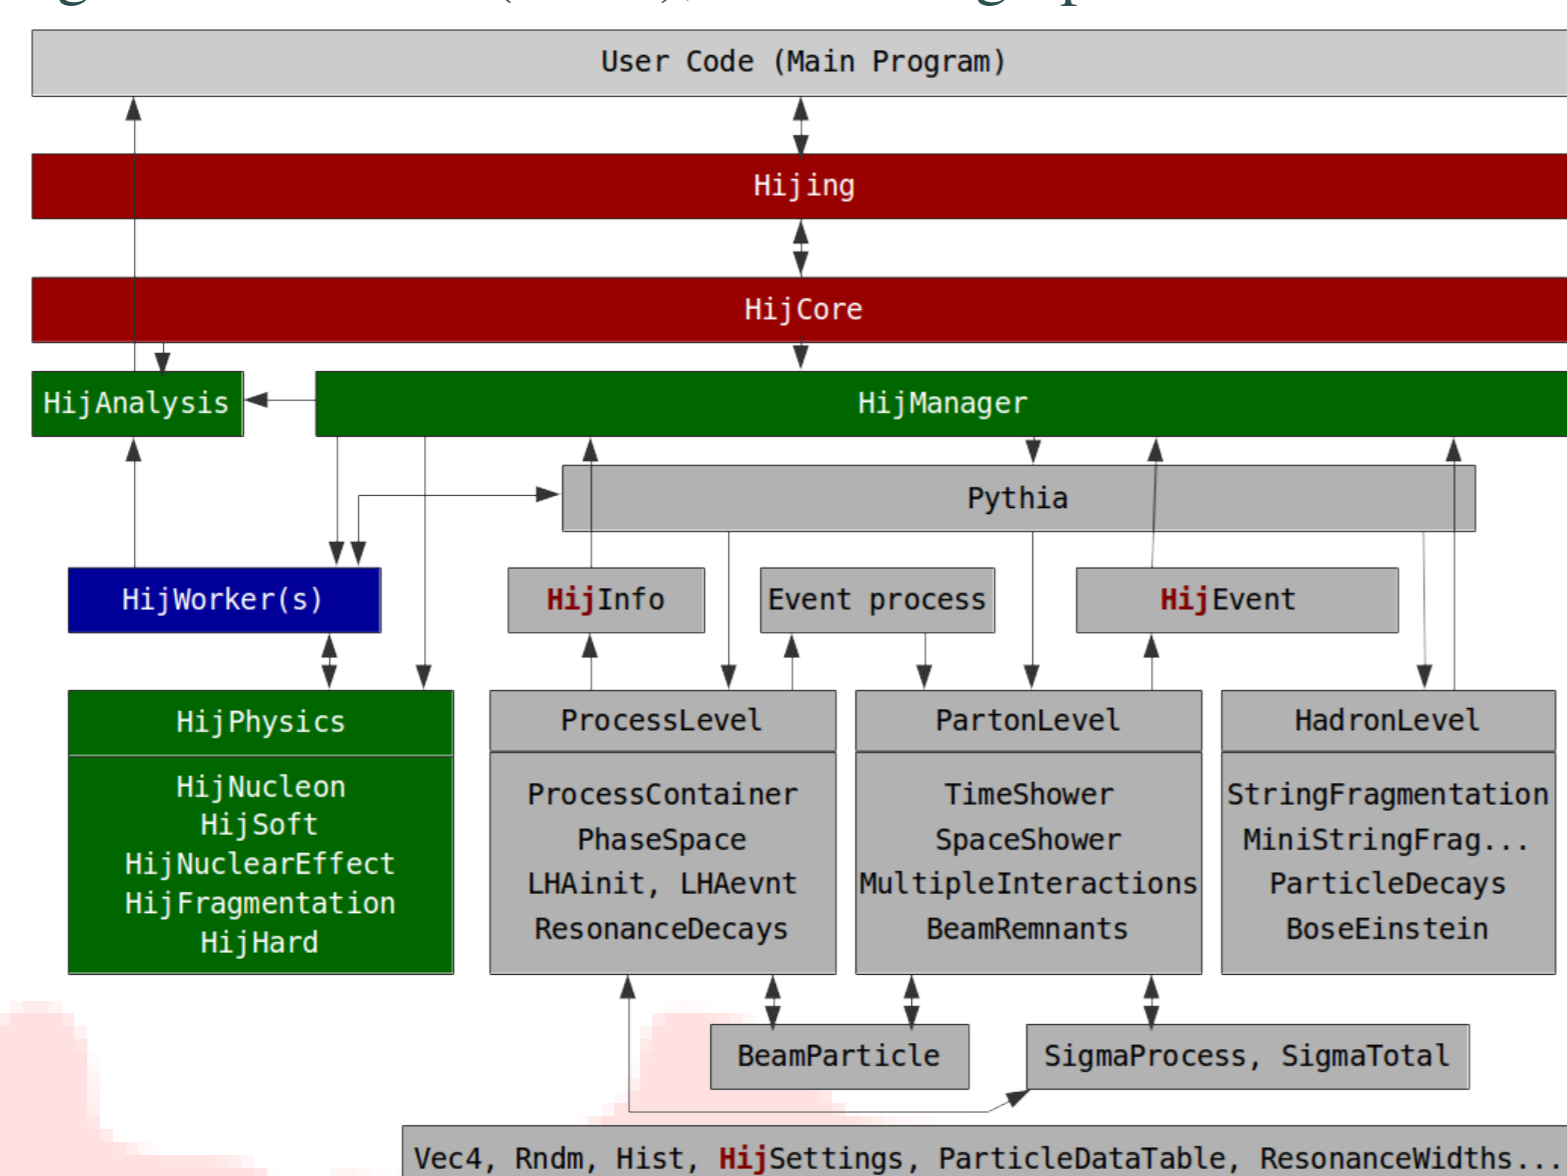 User Code (Main Program)
Hijing
HijCore
HijAnalysis
HijManager
Pythia
HijWorker(s)
HijInfo
Event process
HijEvent
HijPhysics
HijNucleon
HijSoft
HijNuclearEffect
HijFragmentation
HijHard
ProcessLevel
ProcessContainer
PhaseSpace
LHAinit, LHAevnt
ResonanceDecays
PartonLevel
TimeShower
SpaceShower
MultipleInteractions
BeamRemnants
HadronLevel
StringFragmentation
MiniStringFrag...
ParticleDecays
BoseEinstein
BeamParticle
SigmaProcess, SigmaTotal
Vec4, Rndm, Hist, HijSettings, ParticleDataTable, ResonanceWidths...